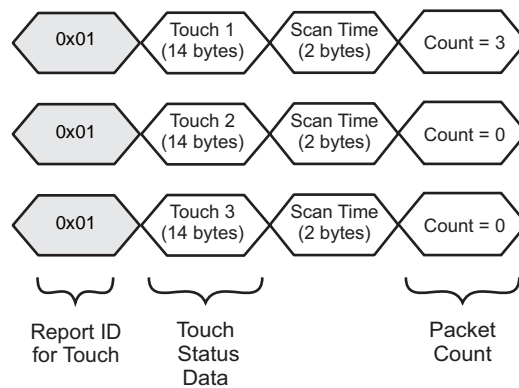 0x01
Touch 1
(14 bytes)
Scan Time
(2 bytes)
Count = 3
0x01
Touch 2
(14 bytes)
Scan Time
(2 bytes)
Count = 0
0x01
Touch 3
(14 bytes)
Scan Time
(2 bytes)
Count = 0
Report ID
for Touch
Touch
Status
Data
Packet
Count